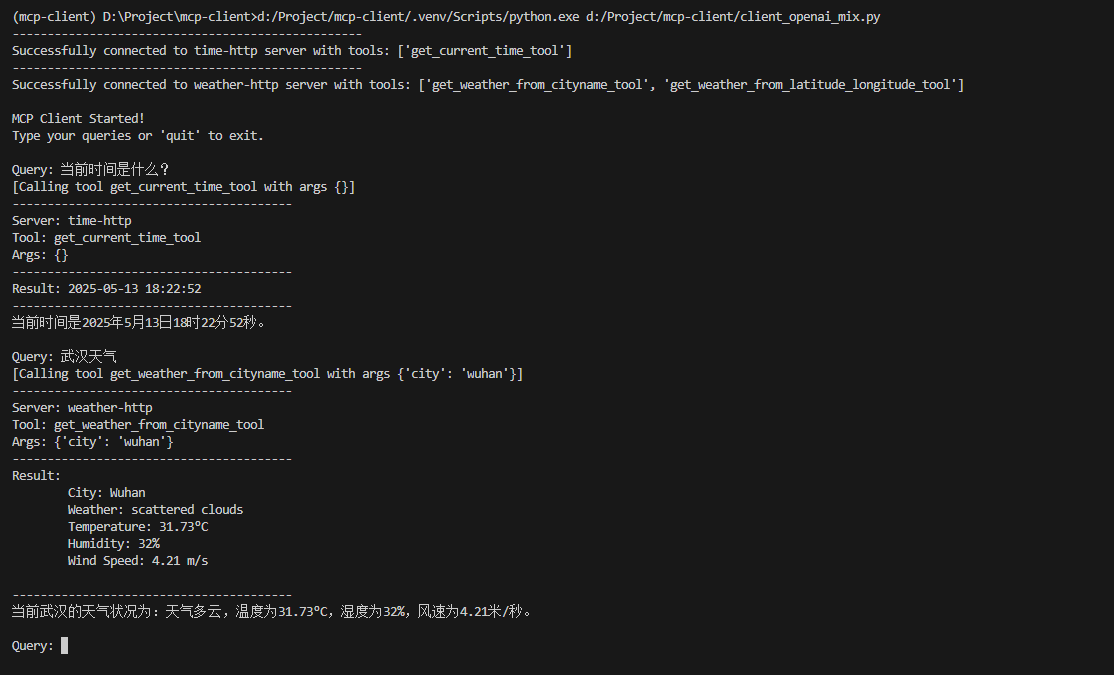 (mcp-client) D:\Project\mcp-client>d:/Project/mcp-client/.venv/Scripts/python.exe d:/Project/mcp-client/client_openai_mix.py
--------------------------------------------------
Successfully connected to time-http server with tools: ['get_current_time_tool']
--------------------------------------------------
Successfully connected to weather-http server with tools: ['get_weather_from_cityname_tool', 'get_weather_from_latitude_longitude_tool']
MCP Client Started!
Type your queries or 'quit' to exit.
Query: 当前时间是什么？
[Calling tool get_current_time_tool with args {}]
----------------------------------------
Server: time-http
Tool: get_current_time_tool
Args: {}
----------------------------------------
Result: 2025-05-13 18:22:52
----------------------------------------
当前时间是2025年5月13日18时22分52秒。
Query: 武汉天气
[Calling tool get_weather_from_cityname_tool with args {'city': 'wuhan'}]
----------------------------------------
Server: weather-http
Tool: get_weather_from_cityname_tool
Args: {'city': 'wuhan'}
----------------------------------------
Result:
City: Wuhan
Weather: scattered clouds
Temperature: 31.73ºC
Humidity: 32%
Wind Speed: 4.21 m/s
----------------------------------------
当前武汉的天气状况为：天气多云，温度为31.73ºC，湿度为32%，风速为4.21米/秒。
Query: